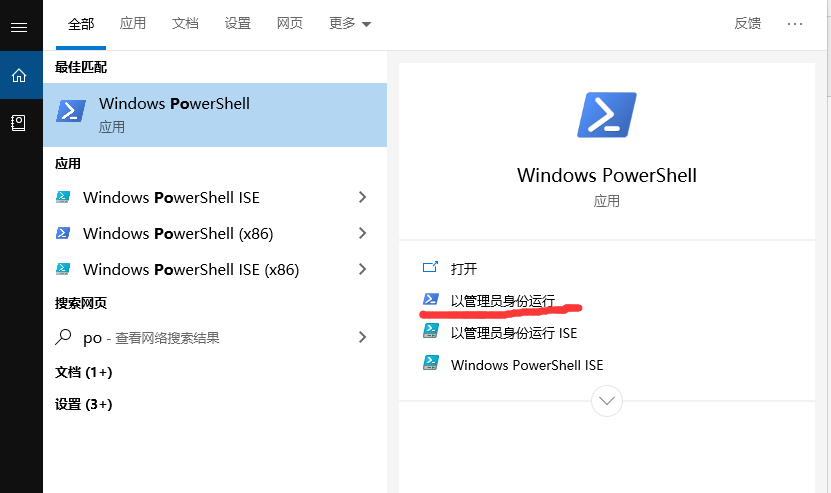 全部 应用 文档 设置 网页 更多 反馈 ...
最佳匹配
Windows PowerShell
应用
应用
Windows PowerShell ISE
Windows PowerShell (x86)
Windows PowerShell ISE (x86)
搜索网页
po - 查看网络搜索结果
文档 (1+)
设置 (3+)
Windows PowerShell
应用
打开
以管理员身份运行
以管理员身份运行 ISE
Windows PowerShell ISE